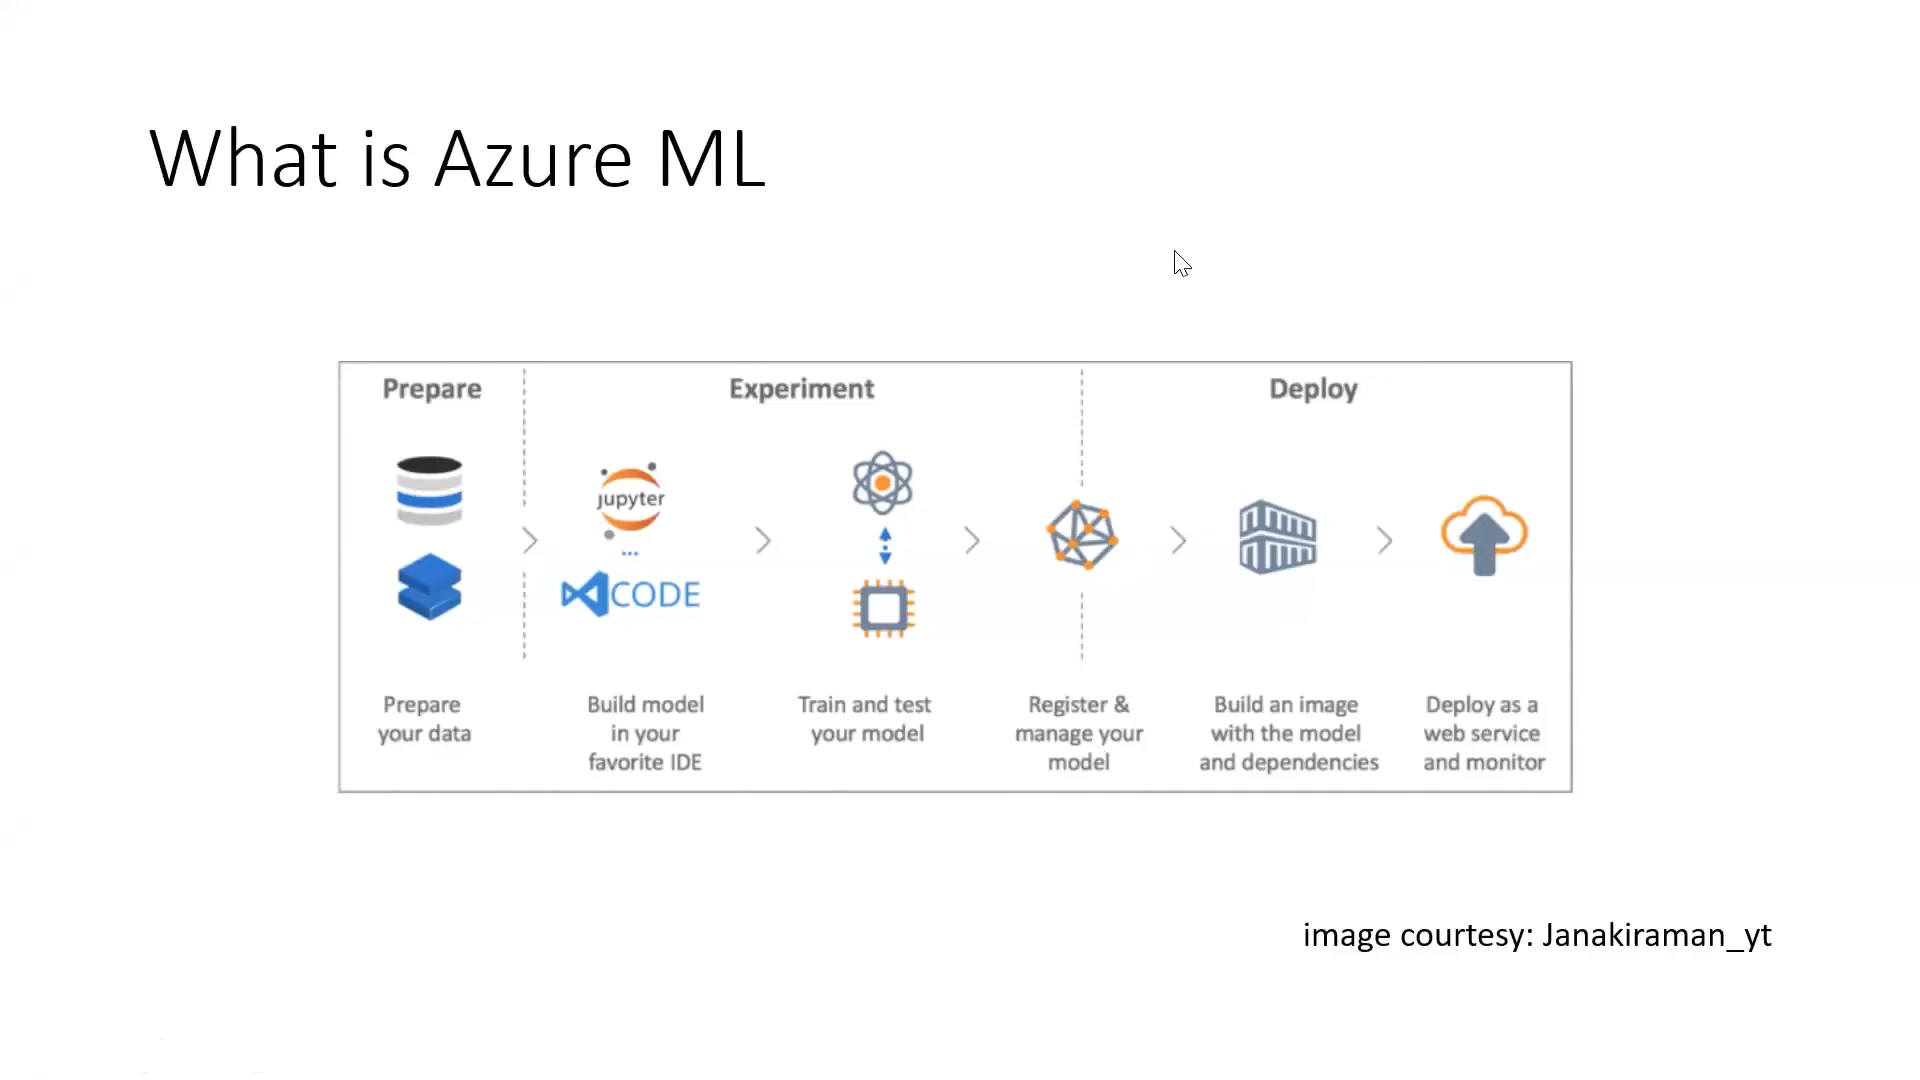 What is Azure ML
Prepare
Experiment
Deploy
jupyter
...
CODE
Prepare
your data
Build model
in your
favorite IDE
Train and test
your model
Register &
manage your
model
Build an image
with the model
and dependencies
Deploy as a
web service
and monitor
image courtesy: Janakiraman_yt